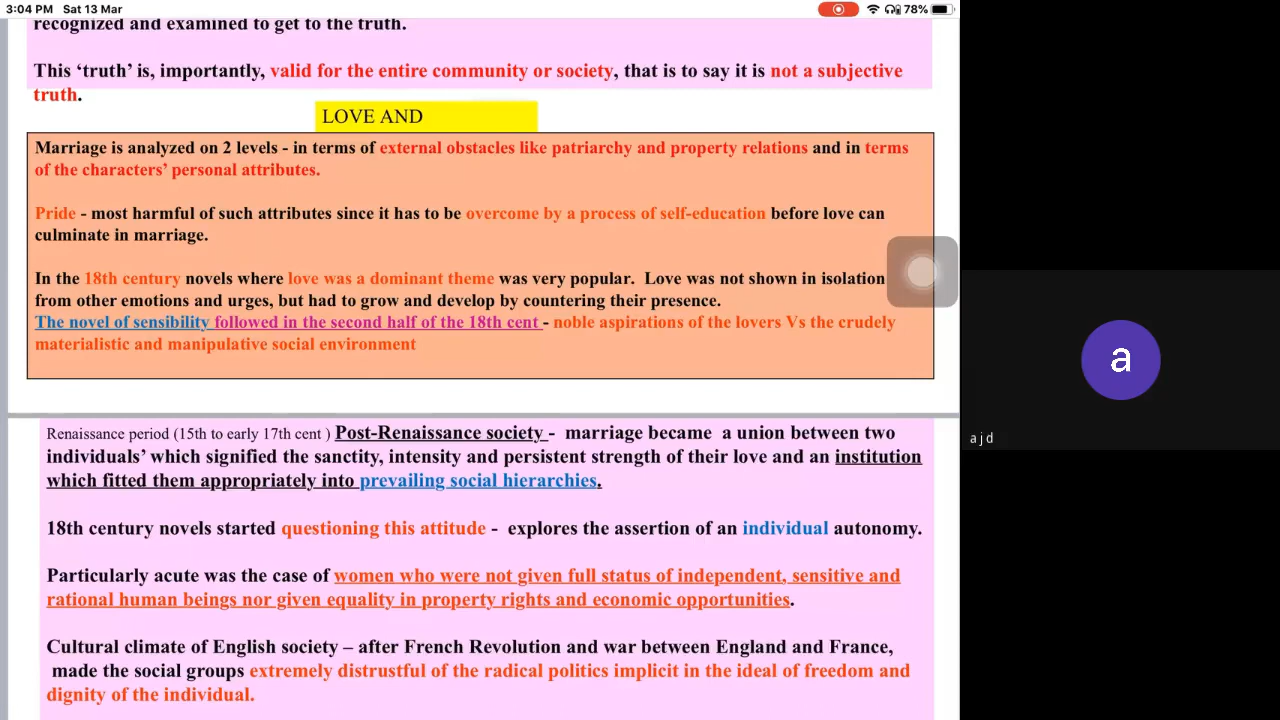 3:04 PM Sat 13 Mar
78%
recognized and examined to get to the truth.
This ‘truth’ is, importantly, valid for the entire community or society, that is to say it is not a subjective
truth.
LOVE AND
Marriage is analyzed on 2 levels - in terms of external obstacles like patriarchy and property relations and in terms
of the characters’ personal attributes.
Pride - most harmful of such attributes since it has to be overcome by a process of self-education before love can
culminate in marriage.
In the 18th century novels where love was a dominant theme was very popular. Love was not shown in isolation
from other emotions and urges, but had to grow and develop by countering their presence.
The novel of sensibility followed in the second half of the 18th cent - noble aspirations of the lovers Vs the crudely
materialistic and manipulative social environment
Renaissance period (15th to early 17th cent ) Post-Renaissance society - marriage became a union between two
individuals’ which signified the sanctity, intensity and persistent strength of their love and an institution
which fitted them appropriately into prevailing social hierarchies.
18th century novels started questioning this attitude - explores the assertion of an individual autonomy.
Particularly acute was the case of women who were not given full status of independent, sensitive and
rational human beings nor given equality in property rights and economic opportunities.
Cultural climate of English society – after French Revolution and war between England and France,
made the social groups extremely distrustful of the radical politics implicit in the ideal of freedom and
dignity of the individual.
a
a j d